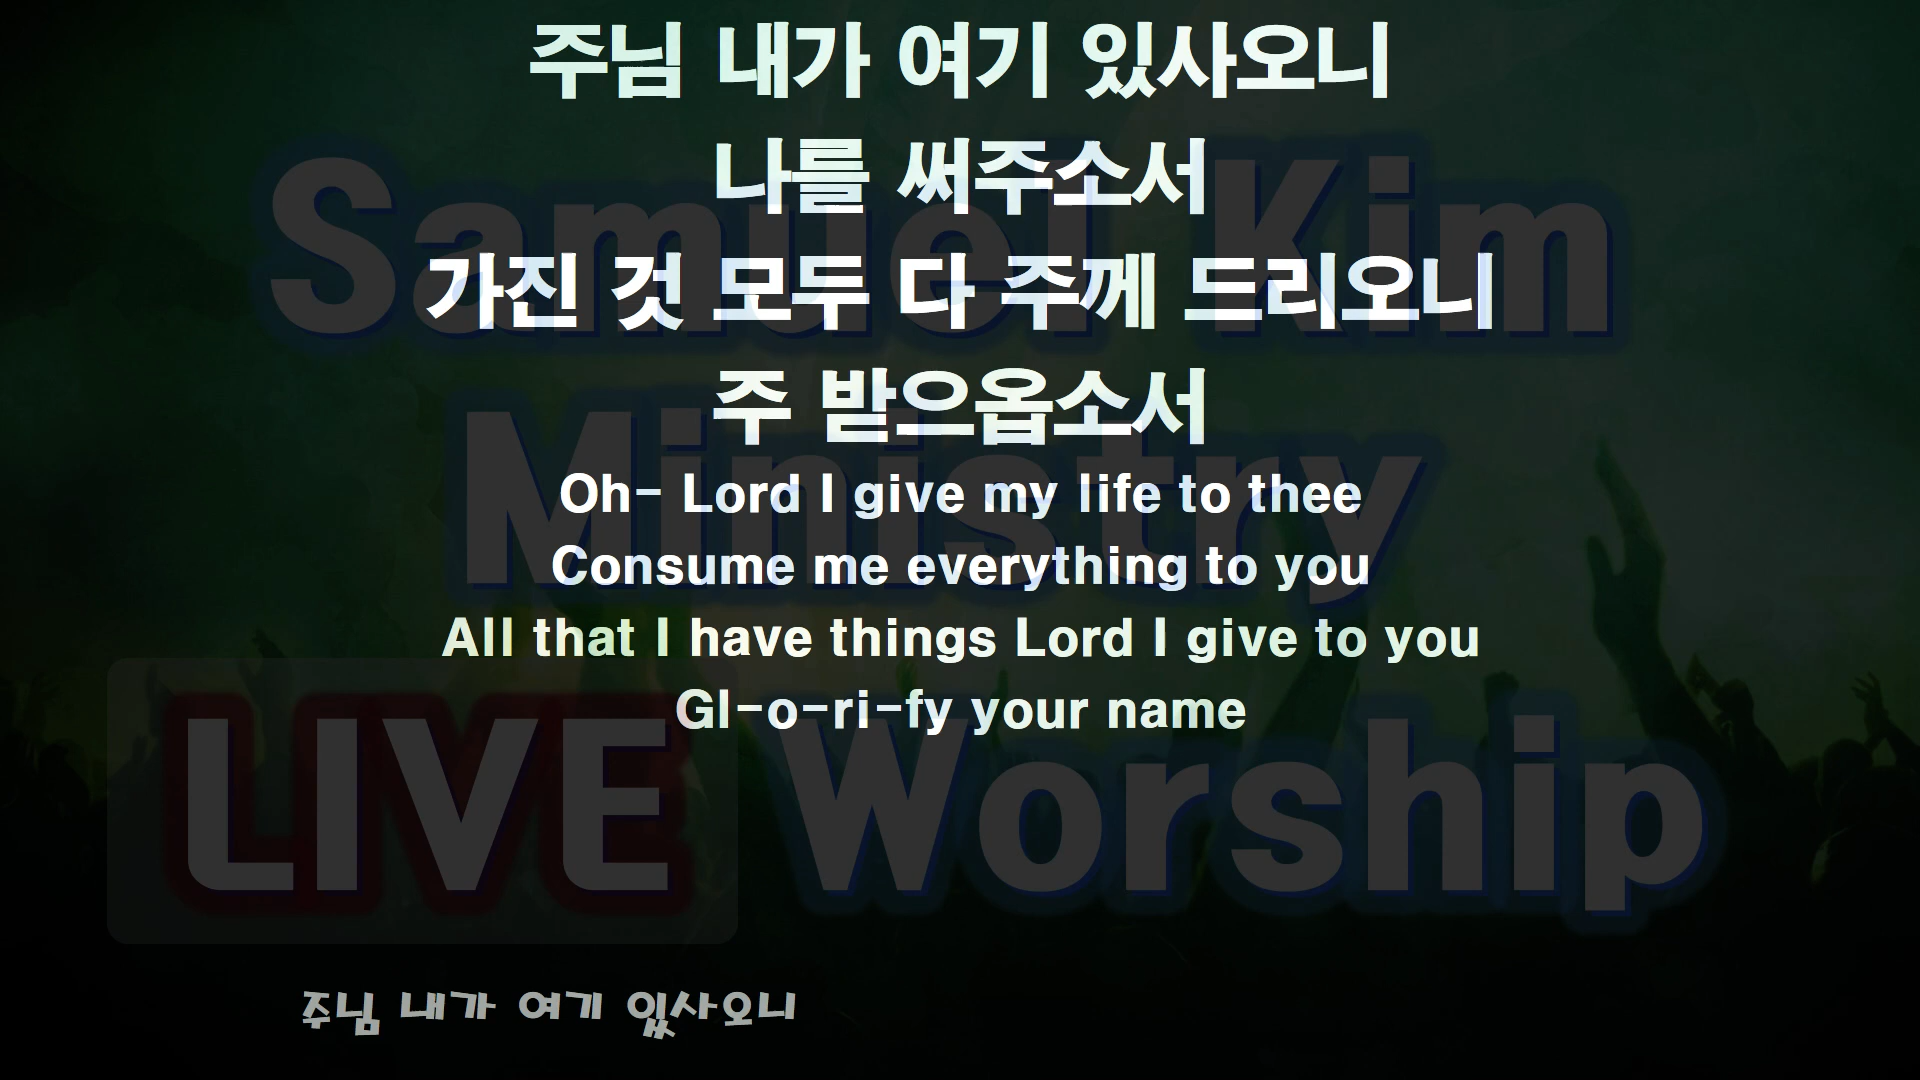 주님 내가 여기 있사오니
나를 써주소서
가진 것 모두 다 주께 드리오니
주 받으옵소서
Oh- Lord I give my life to thee
Consume me everything to you
All that I have things Lord I give to you
Gl-o-ri-fy your name
Samuel Kim
Ministry
LIVE Worship
주님 내가 여기 있사오니